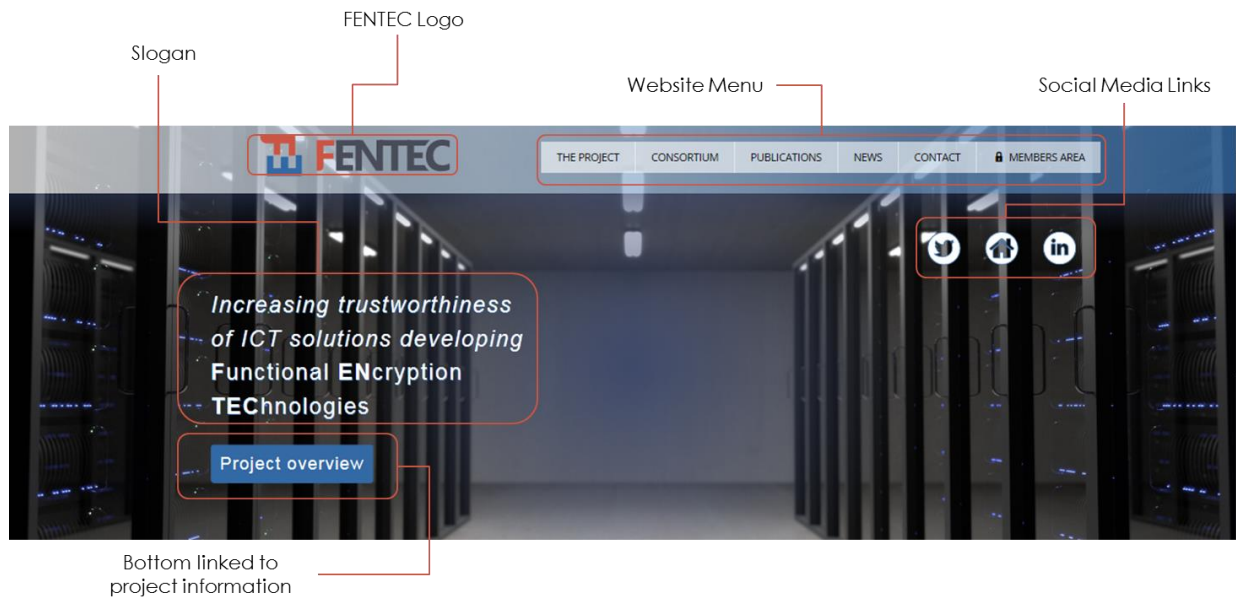 FENTEC Logo
Slogan
Website Menu
Social Media Links
FENTEC
THE PROJECT CONSORTIUM PUBLICATIONS NEWS CONTACT MEMBERS AREA
in
Increasing trustworthiness
of ICT solutions developing
Functional ENcryption
TEChnologies
Project overview
Bottom linked to
project information